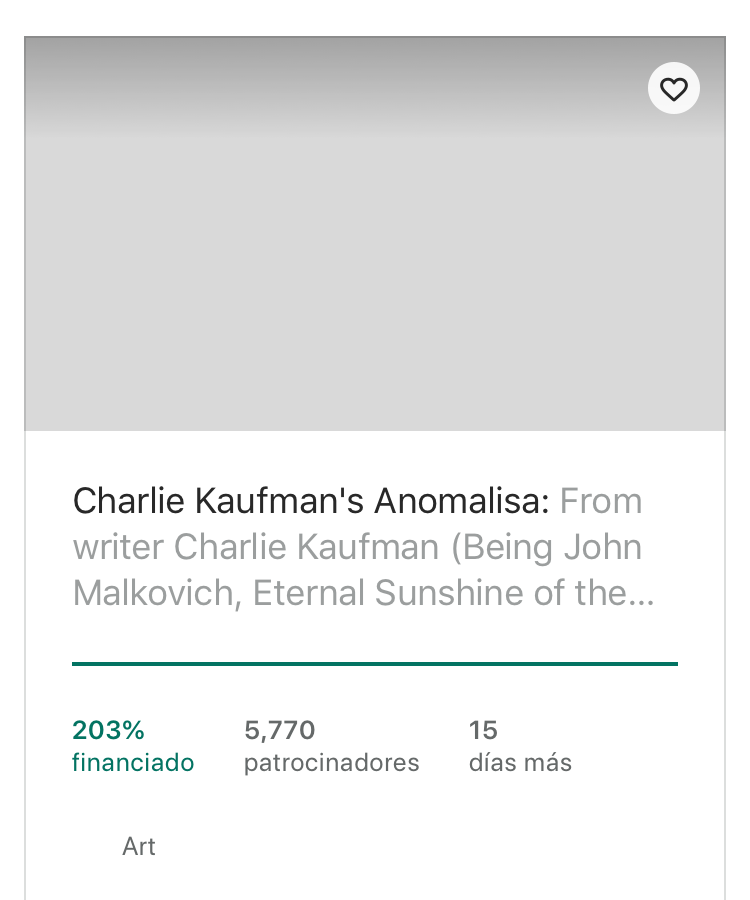 Charlie Kaufman's Anomalisa: From
writer Charlie Kaufman (Being John
Malkovich, Eternal Sunshine of the...
203%
financiado
5,770
patrocinadores
15
días más
Art